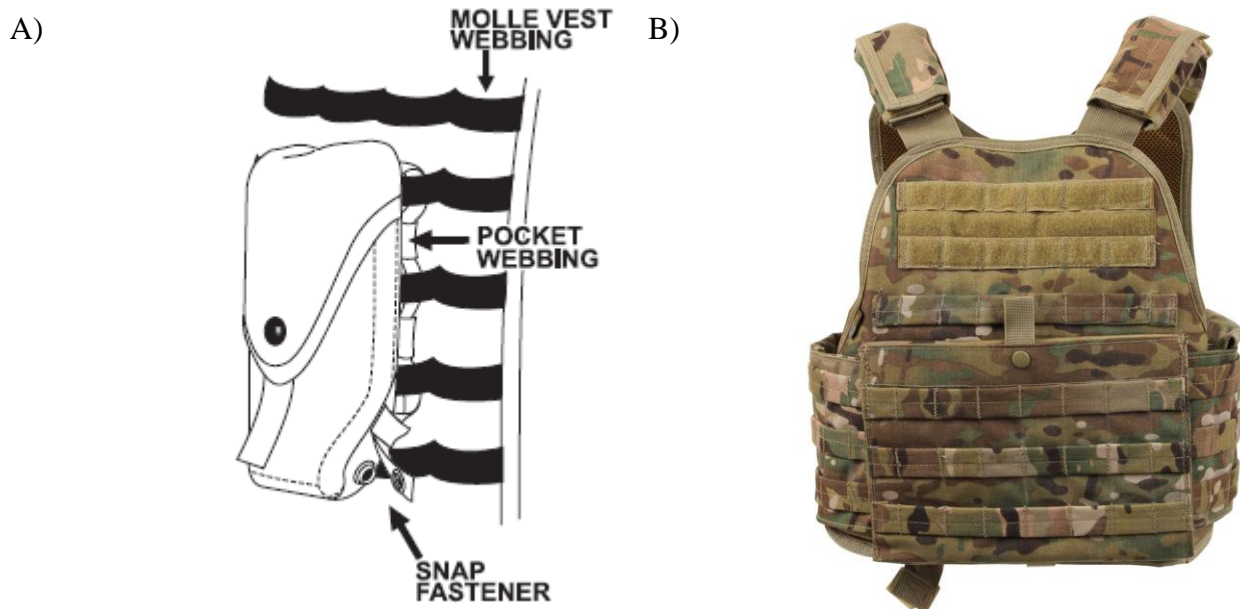 A)
MOLLE VEST
WEBBING
POCKET
WEBBING
SNAP
FASTENER
B)